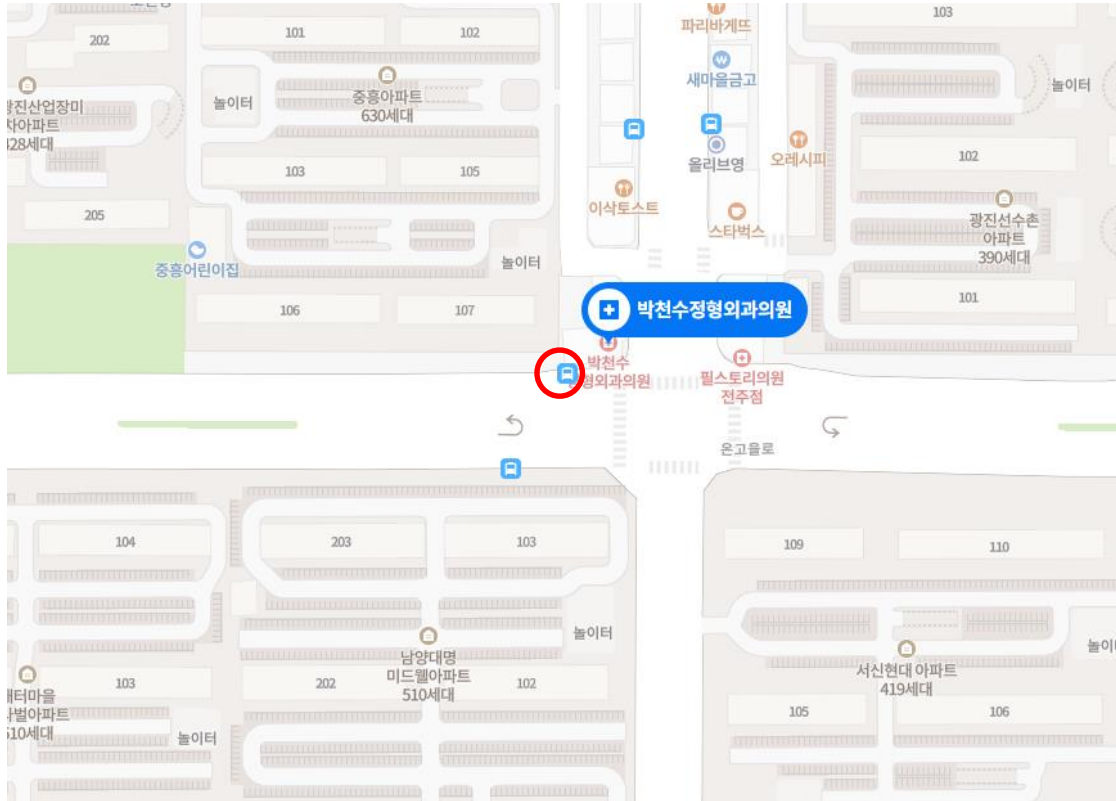 103
202
101
102
파리바게뜨
새마을금고
놀이터
중흥아파트
630세대
놀이터
올리브영
오레시피
102
103
105
이삭토스트
스타벅스
205
광진선수촌
아파트
390세대
중흥어린이집
놀이터
106
107
박천수정형외과의원
101
박천수
형외과의원
필스토리의원
전주점
온고을로
104
203
103
109
110
놀이터
남양대명
미드웰아파트
510세대
서신현대 아파트
419세대
103
202
102
105
106
놀이터